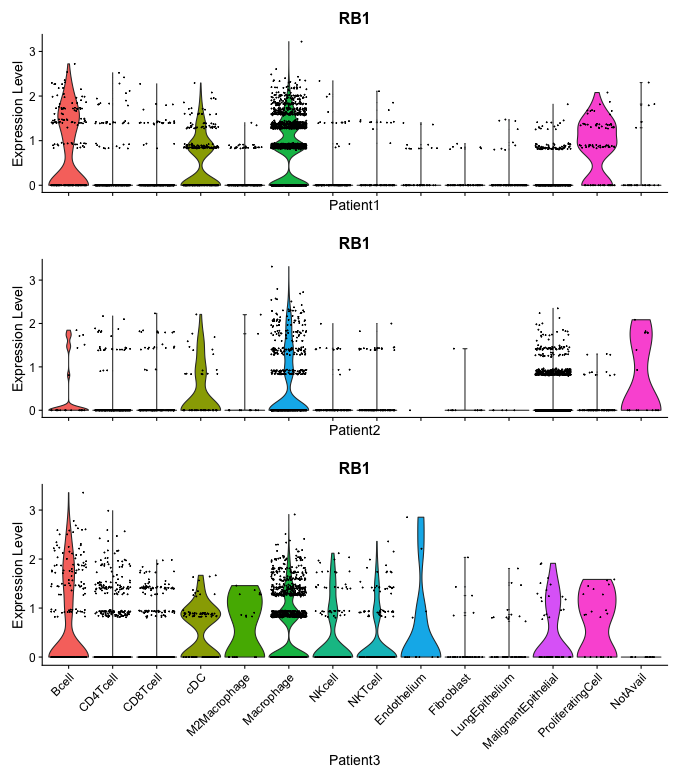 RB1
Expression Level
3
2
1
0
Patient1
RB1
Expression Level
3
2
1
0
Patient2
RB1
Expression Level
3
2
1
0
Bcell
CD4Tcell
CD8Tcell
cDC
M2Macrophage
Macrophage
NKcell
NKTcell
Endothelium
Fibroblast
LungEpithelium
MalignantEpithelial
ProliferatingCell
NotAvail
Patient3